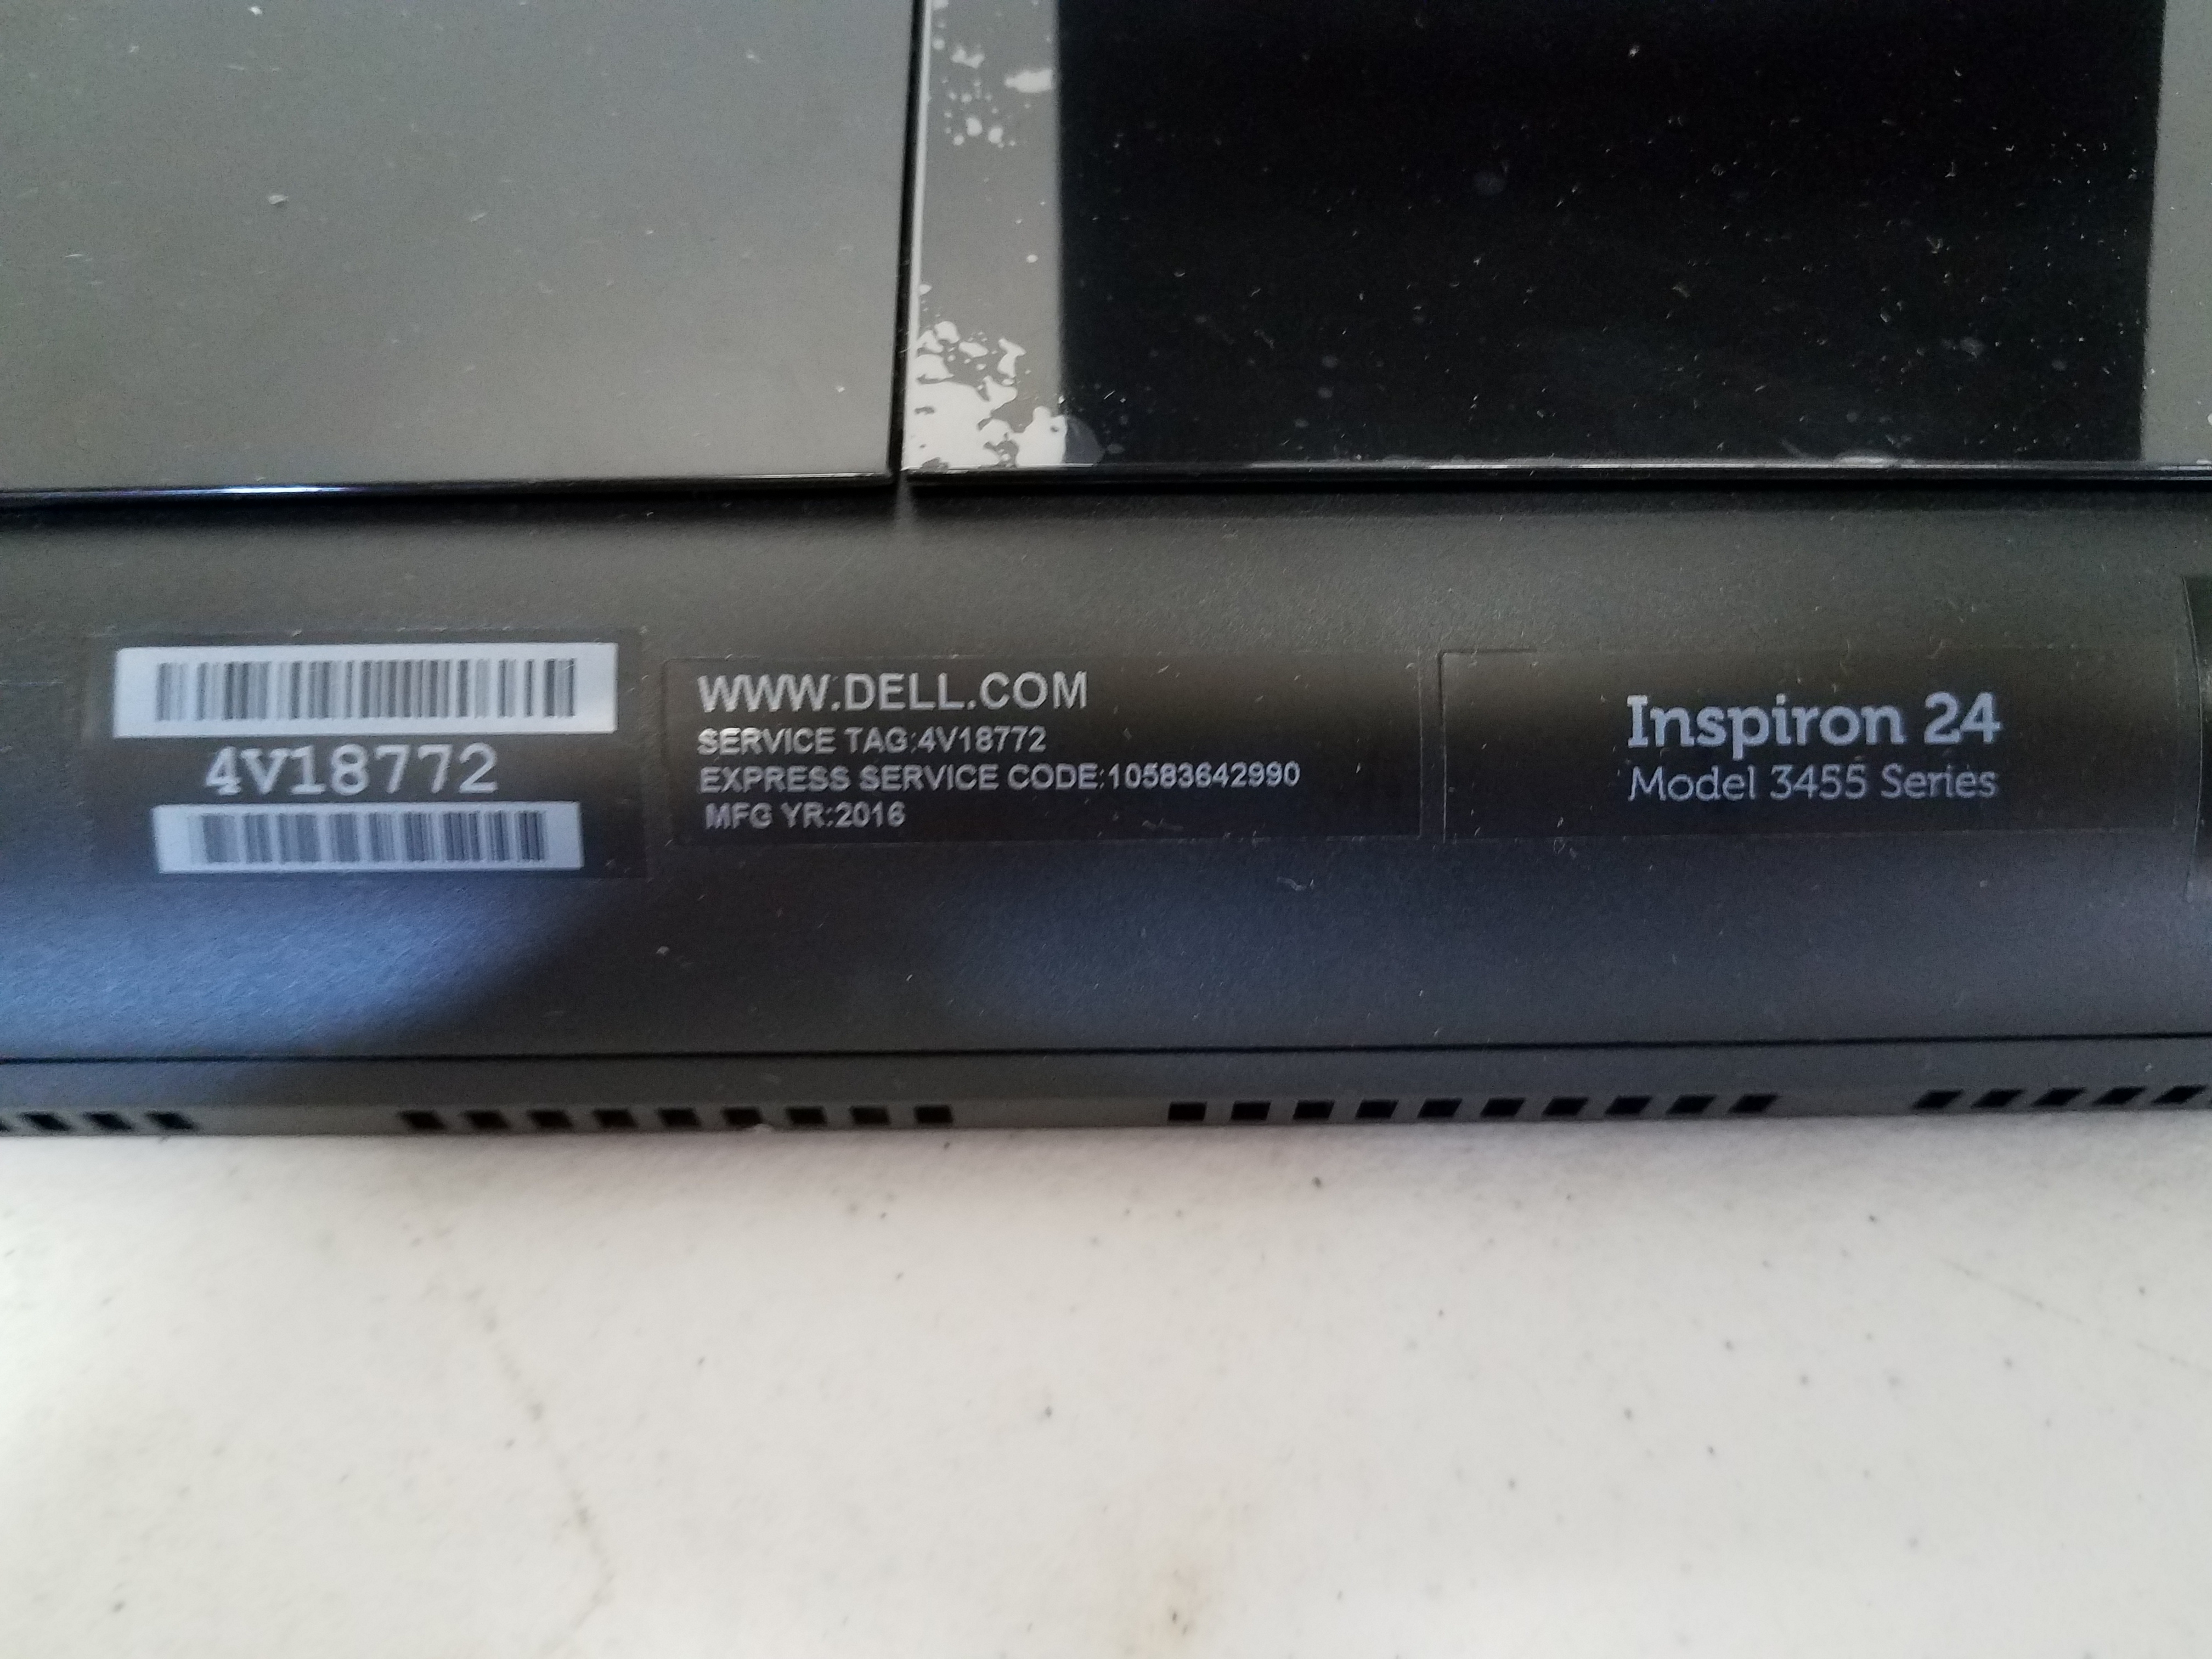 4V18772
WWW.DELL.COM
SERVICE TAG:4V18772
EXPRESS SERVICE CODE:10583642990
MFG YR:2016
Inspiron 24
Model 3455 Series